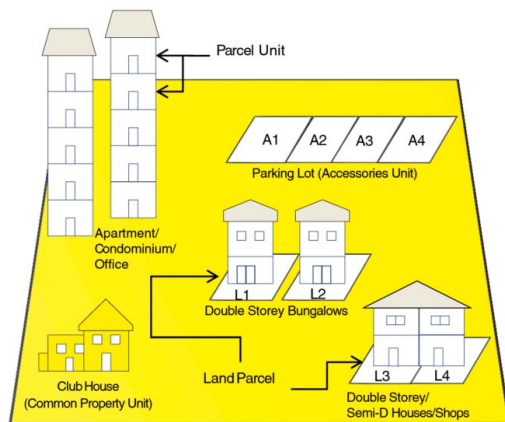 Parcel Unit
A1
A2
A3
A4
Parking Lot (Accessories Unit)
Apartment/
Condominium/
Office
L1
L2
Double Storey Bungalows
Land Parcel
L3
L4
Double Storey/
Semi-D Houses/Shops
Club House
(Common Property Unit)